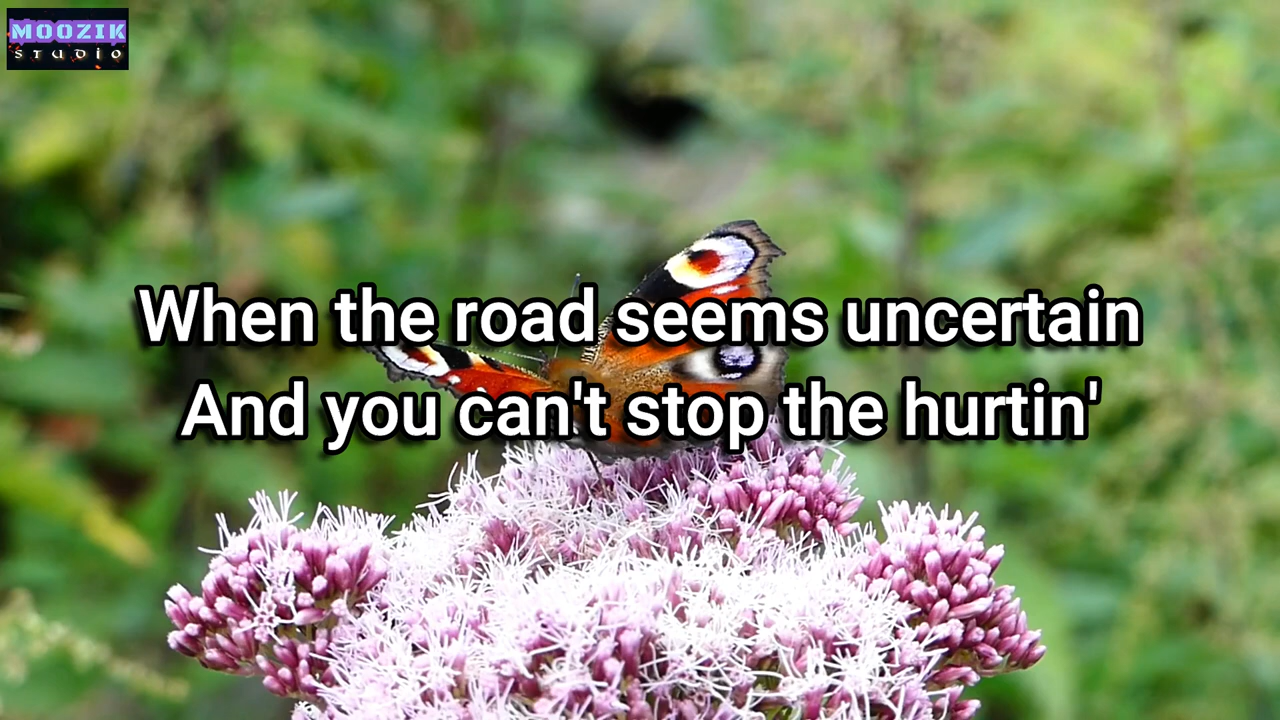 MOOZIK
STUDIO
When the road seems uncertain
And you can't stop the hurtin'